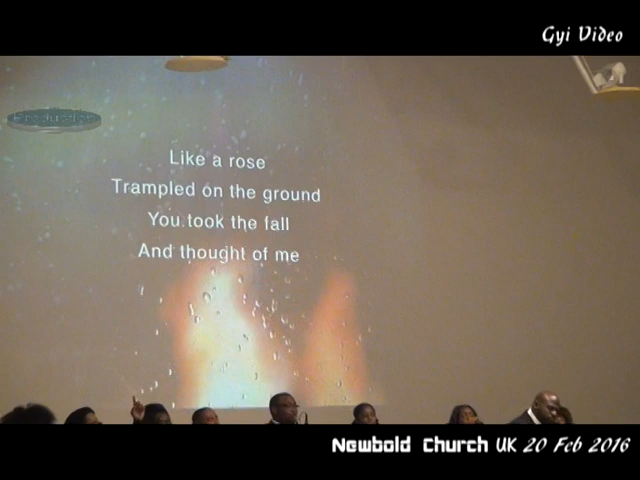 Gyi Video
Production
Like a rose
Trampled on the ground
You took the fall
And thought of me
Newbold Church UK 20 Feb 2016